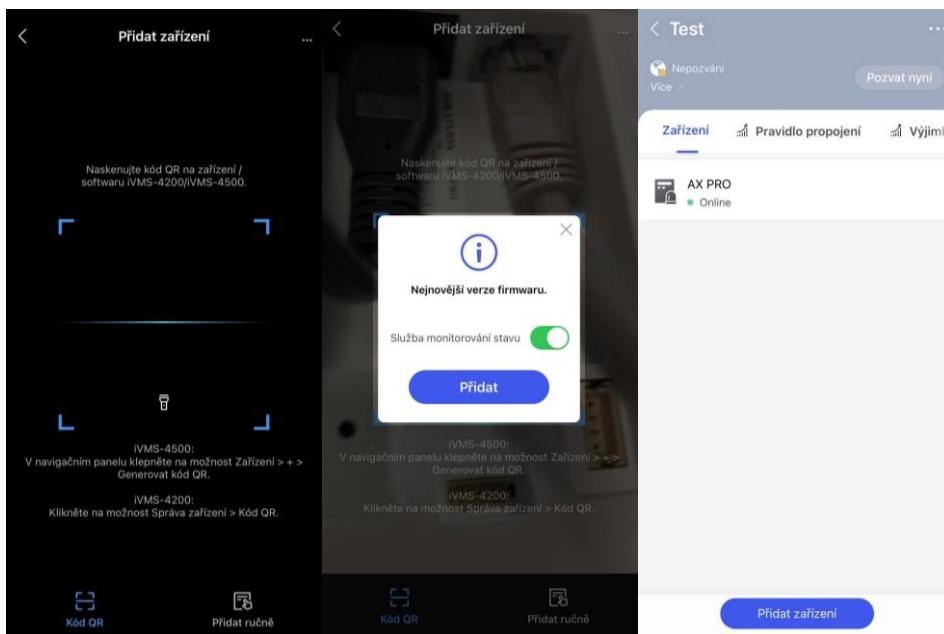 Přidat zařízení
...
Naskenujte kód QR na zařízení /
softwaru iVMS-4200/iVMS-4500.
iVMS-4500:
V navigačním panelu klepněte na možnost Zařízení > + >
Generovat kód QR.
iVMS-4200:
Klikněte na možnost Správa zařízení > Kód QR.
Kód QR
Přidat ručně
Přidat zařízení
...
Naskenujte kód QR na zařízení /
softwaru iVMS-4200/iVMS-4500.
Nejnovější verze firmwaru.
Služba monitorování stavu
Přidat
iVMS-4500:
V navigačním panelu klepněte na možnost Zařízení > + >
Generovat kód QR.
iVMS-4200:
Klikněte na možnost Správa zařízení > Kód QR.
Kód QR
Přidat ručně
Test
...
Nepozváni
Více >
Pozvat nyní
Zařízení
Pravidlo propojení
Výjim
AX PRO
Online
Přidat zařízení